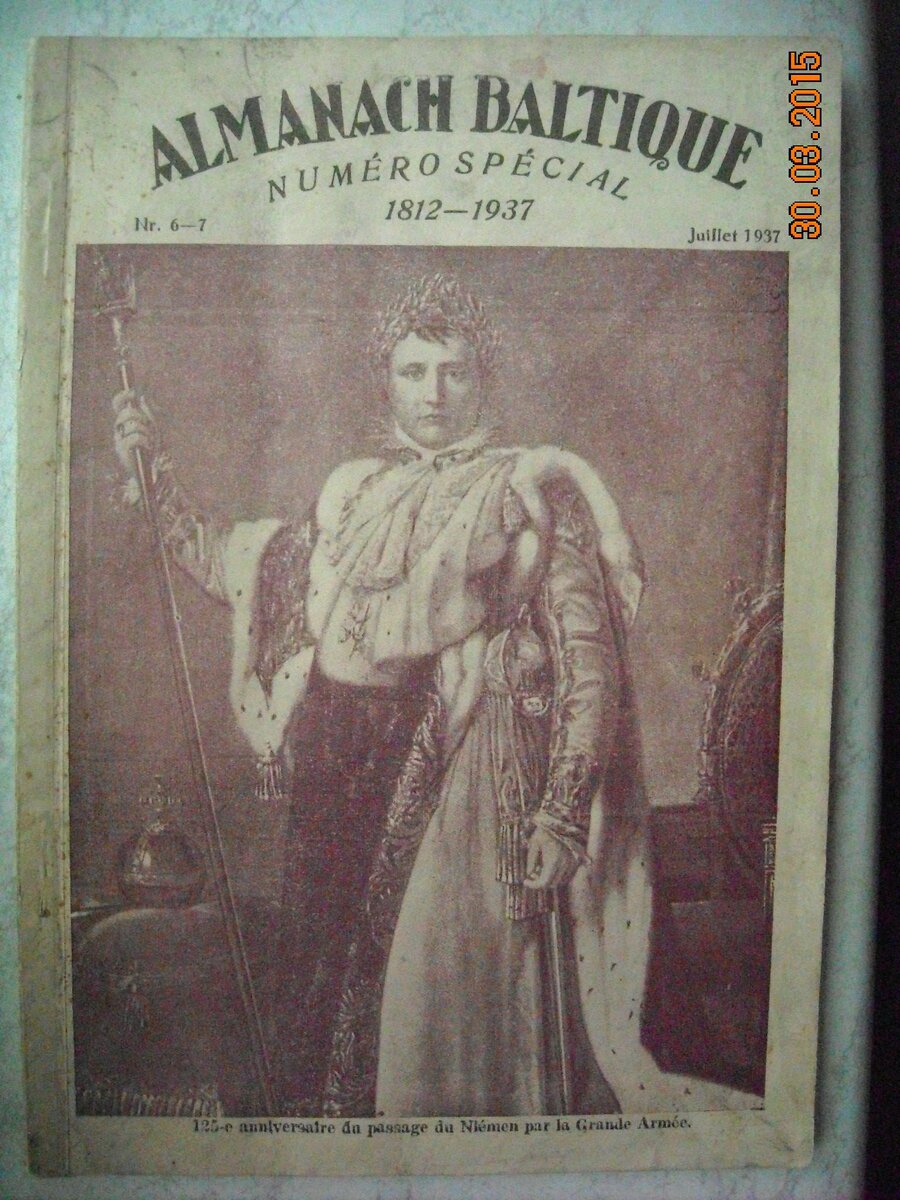 ALMANACH BALTIQUE
NUMÉRO SPÉCIAL
1812—1937
Nr. 6—7
Juillet 1937
125-e anniversaire du passage du Niémen par la Grande Armée.
30.03.2015